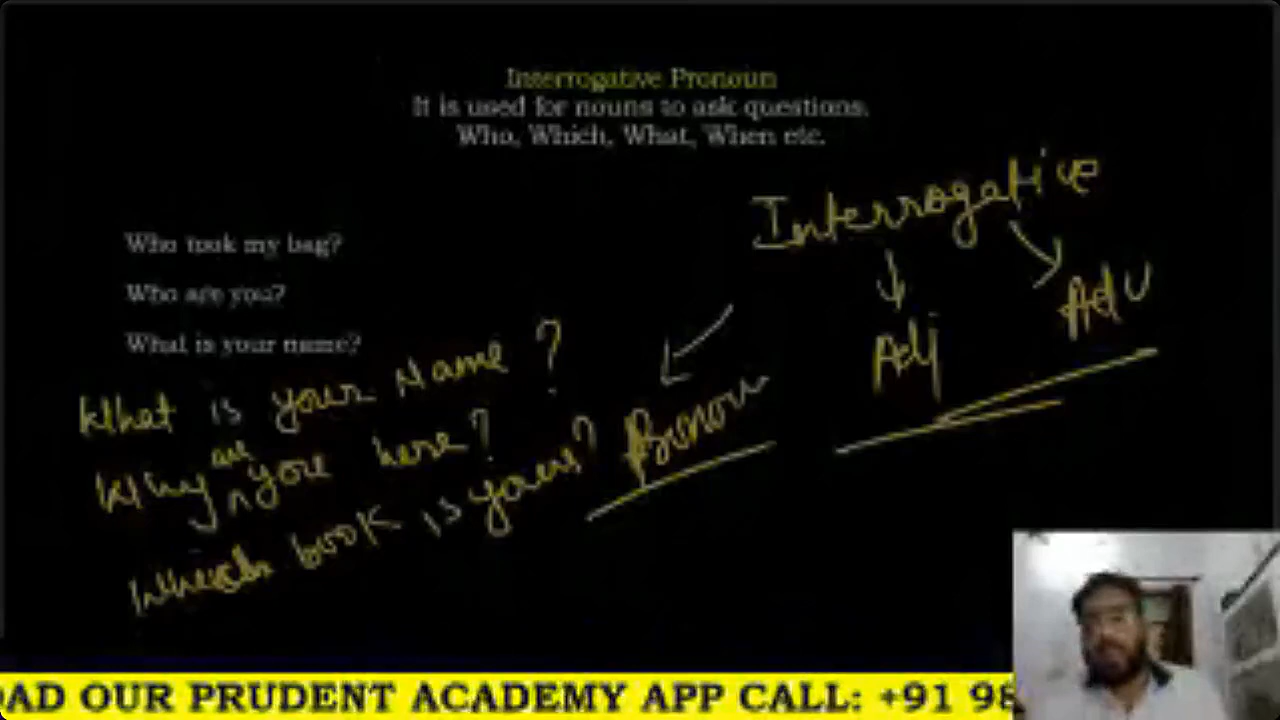 Interrogative Pronoun
It is used for nouns to ask questions.
Who, Which, What, When etc.
Interrogative
Who took my bag?
Who are you?
Adj
Adv
What is your name?
What is your Name ?
Why are you here?
Which book is yours?
OAD OUR PRUDENT ACADEMY APP CALL: +91 98